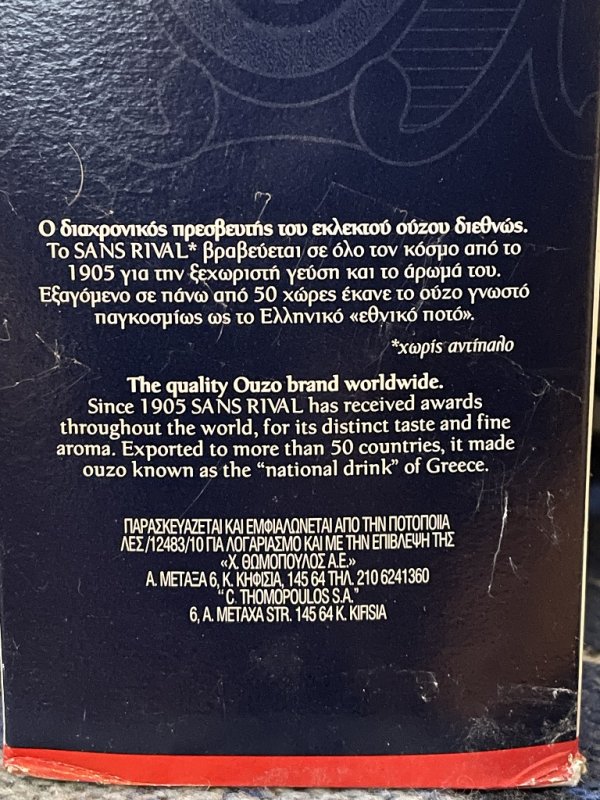 Ο διαχρονικός πρεσβευτής του εκλεκτού ούζου διεθνώς.
Το SANS RIVAL* βραβεύεται σε όλο τον κόσμο από το
1905 για την ξεχωριστή γεύση και το άρωμά του.
Εξαγόμενο σε πάνω από 50 χώρες έκανε το ούζο γνωστό
παγκοσμίως ως το Ελληνικό «εθνικό ποτό».
*χωρίς αντίπαλο
The quality Ouzo brand worldwide.
Since 1905 SANS RIVAL has received awards
throughout the world, for its distinct taste and fine
aroma. Exported to more than 50 countries, it made
ouzo known as the “national drink” of Greece.
ΠΑΡΑΣΚΕΥΑΖΕΤΑΙ ΚΑΙ ΕΜΦΙΑΛΩΝΕΤΑΙ ΑΠΟ ΤΗΝ ΠΟΤΟΠΟΙΙΑ
ΛΕΣ /12483/10 ΓΙΑ ΛΟΓΑΡΙΑΣΜΟ ΚΑΙ ΜΕ ΤΗΝ ΕΠΙΒΛΕΨΗ ΤΗΣ
«Χ. ΘΩΜΟΠΟΥΛΟΣ Α.Ε.»
Α. ΜΕΤΑΞΑ 6, Κ. ΚΗΦΙΣΙΑ, 145 64 ΤΗΛ. 210 6241360
“C. THOMOPOULOS S.A.”
6, A. METAXA STR. 145 64 K. KIFISIA